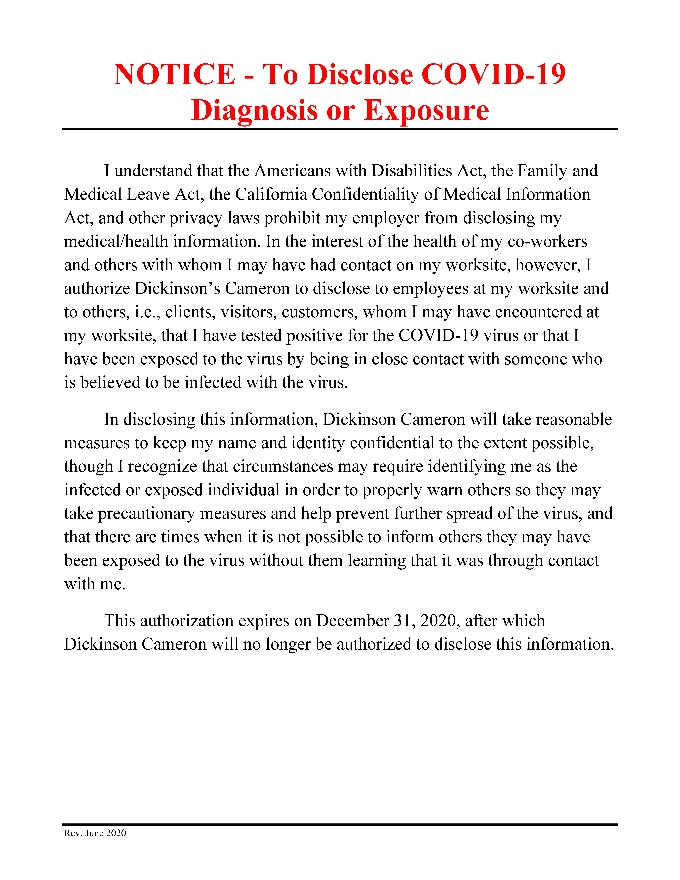 NOTICE - To Disclose COVID-19
Diagnosis or Exposure
I understand that the Americans with Disabilities Act, the Family and
Medical Leave Act, the California Confidentiality of Medical Information
Act, and other privacy laws prohibit my employer from disclosing my
medical/health information. In the interest of the health of my co-workers
and others with whom I may have had contact on my worksite, however, I
authorize Dickinson’s Cameron to disclose to employees at my worksite and
to others, i.e., clients, visitors, customers, whom I may have encountered at
my worksite, that I have tested positive for the COVID-19 virus or that I
have been exposed to the virus by being in close contact with someone who
is believed to be infected with the virus.
In disclosing this information, Dickinson Cameron will take reasonable
measures to keep my name and identity confidential to the extent possible,
though I recognize that circumstances may require identifying me as the
infected or exposed individual in order to properly warn others so they may
take precautionary measures and help prevent further spread of the virus, and
that there are times when it is not possible to inform others they may have
been exposed to the virus without them learning that it was through contact
with me.
This authorization expires on December 31, 2020, after which
Dickinson Cameron will no longer be authorized to disclose this information.
Rev. June 2020